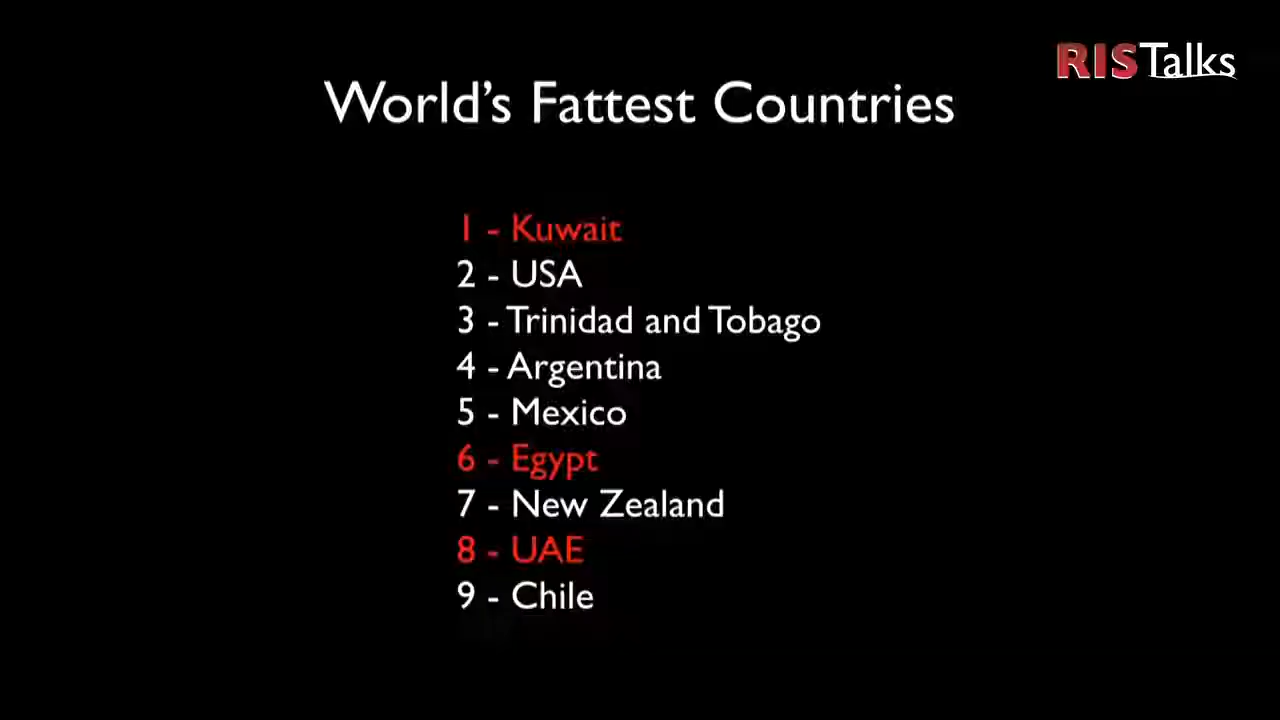 RISTalks
World's Fattest Countries
1 - Kuwait
2 - USA
3 - Trinidad and Tobago
4 - Argentina
5 - Mexico
6 - Egypt
7 - New Zealand
8 - UAE
9 - Chile